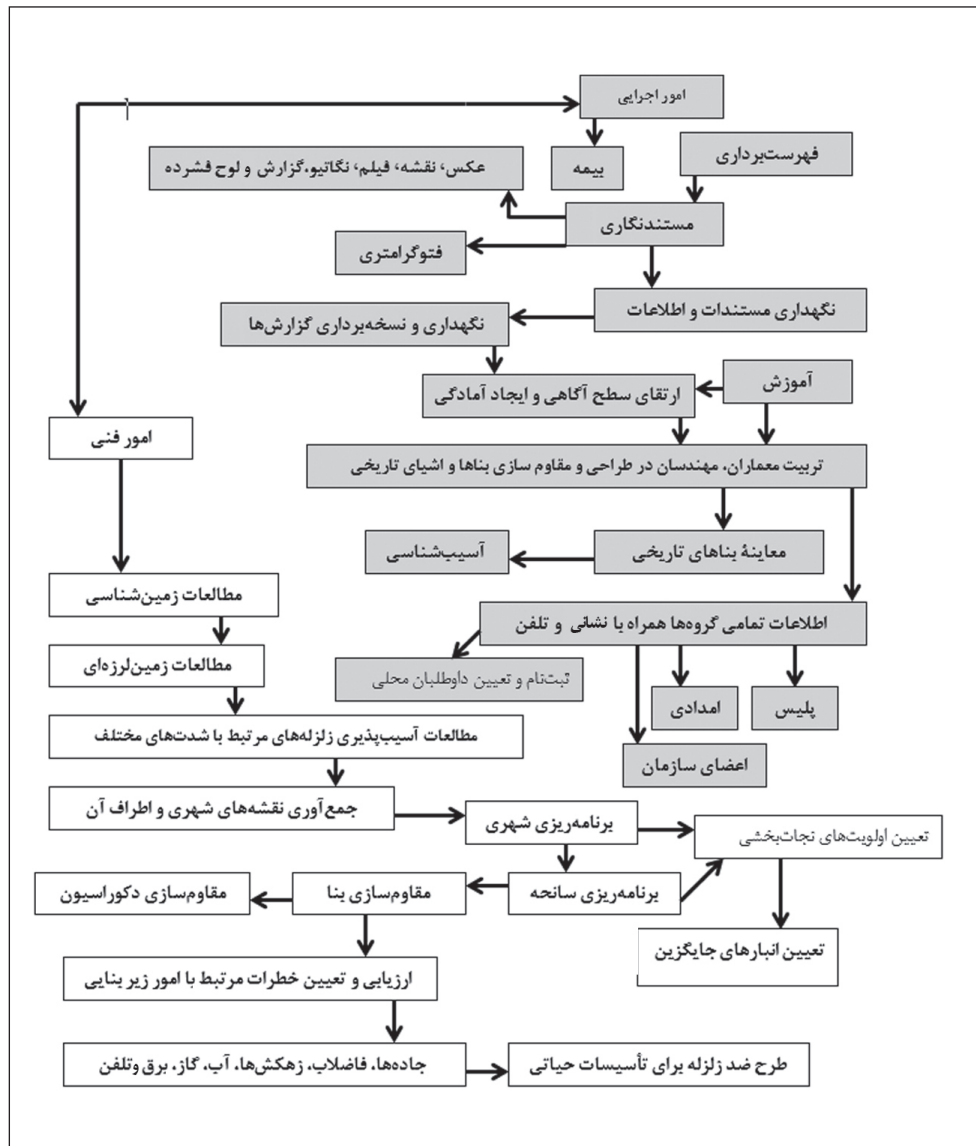 امور اجرایی
بیمه
فهرست‌برداری
عکس، نقشه، فیلم، نگاتیو،گزارش و لوح فشرده
مستندنگاری
فتوگرامتری
نگهداری مستندات و اطلاعات
نگهداری و نسخه‌برداری گزارش‌ها
آموزش
ارتقای سطح آگاهی و ایجاد آمادگی
امور فنی
تربیت معماران، مهندسان در طراحی و مقاوم سازی بناها و اشیای تاریخی
معاینهٔ بناهای تاریخی
آسیب‌شناسی
مطالعات زمین‌شناسی
اطلاعات تمامی گروه‌ها همراه با نشانی و تلفن
مطالعات زمین‌لرزه‌ای
ثبت‌نام و تعیین داوطلبان محلی
پلیس
امدادی
مطالعات آسیب‌پذیری زلزله‌های مرتبط با شدت‌های مختلف
اعضای سازمان
جمع‌آوری نقشه‌های شهری و اطراف آن
برنامه‌ریزی شهری
تعیین اولویت‌های نجات‌بخشی
برنامه‌ریزی سانحه
مقاوم‌سازی بنا
مقاوم‌سازی دکوراسیون
تعیین انبارهای جایگزین
ارزیابی و تعیین خطرات مرتبط با امور زیر بنایی
جاده‌ها، فاضلاب، زهکش‌ها، آب، گاز، برق وتلفن
طرح ضد زلزله برای تأسیسات حیاتی